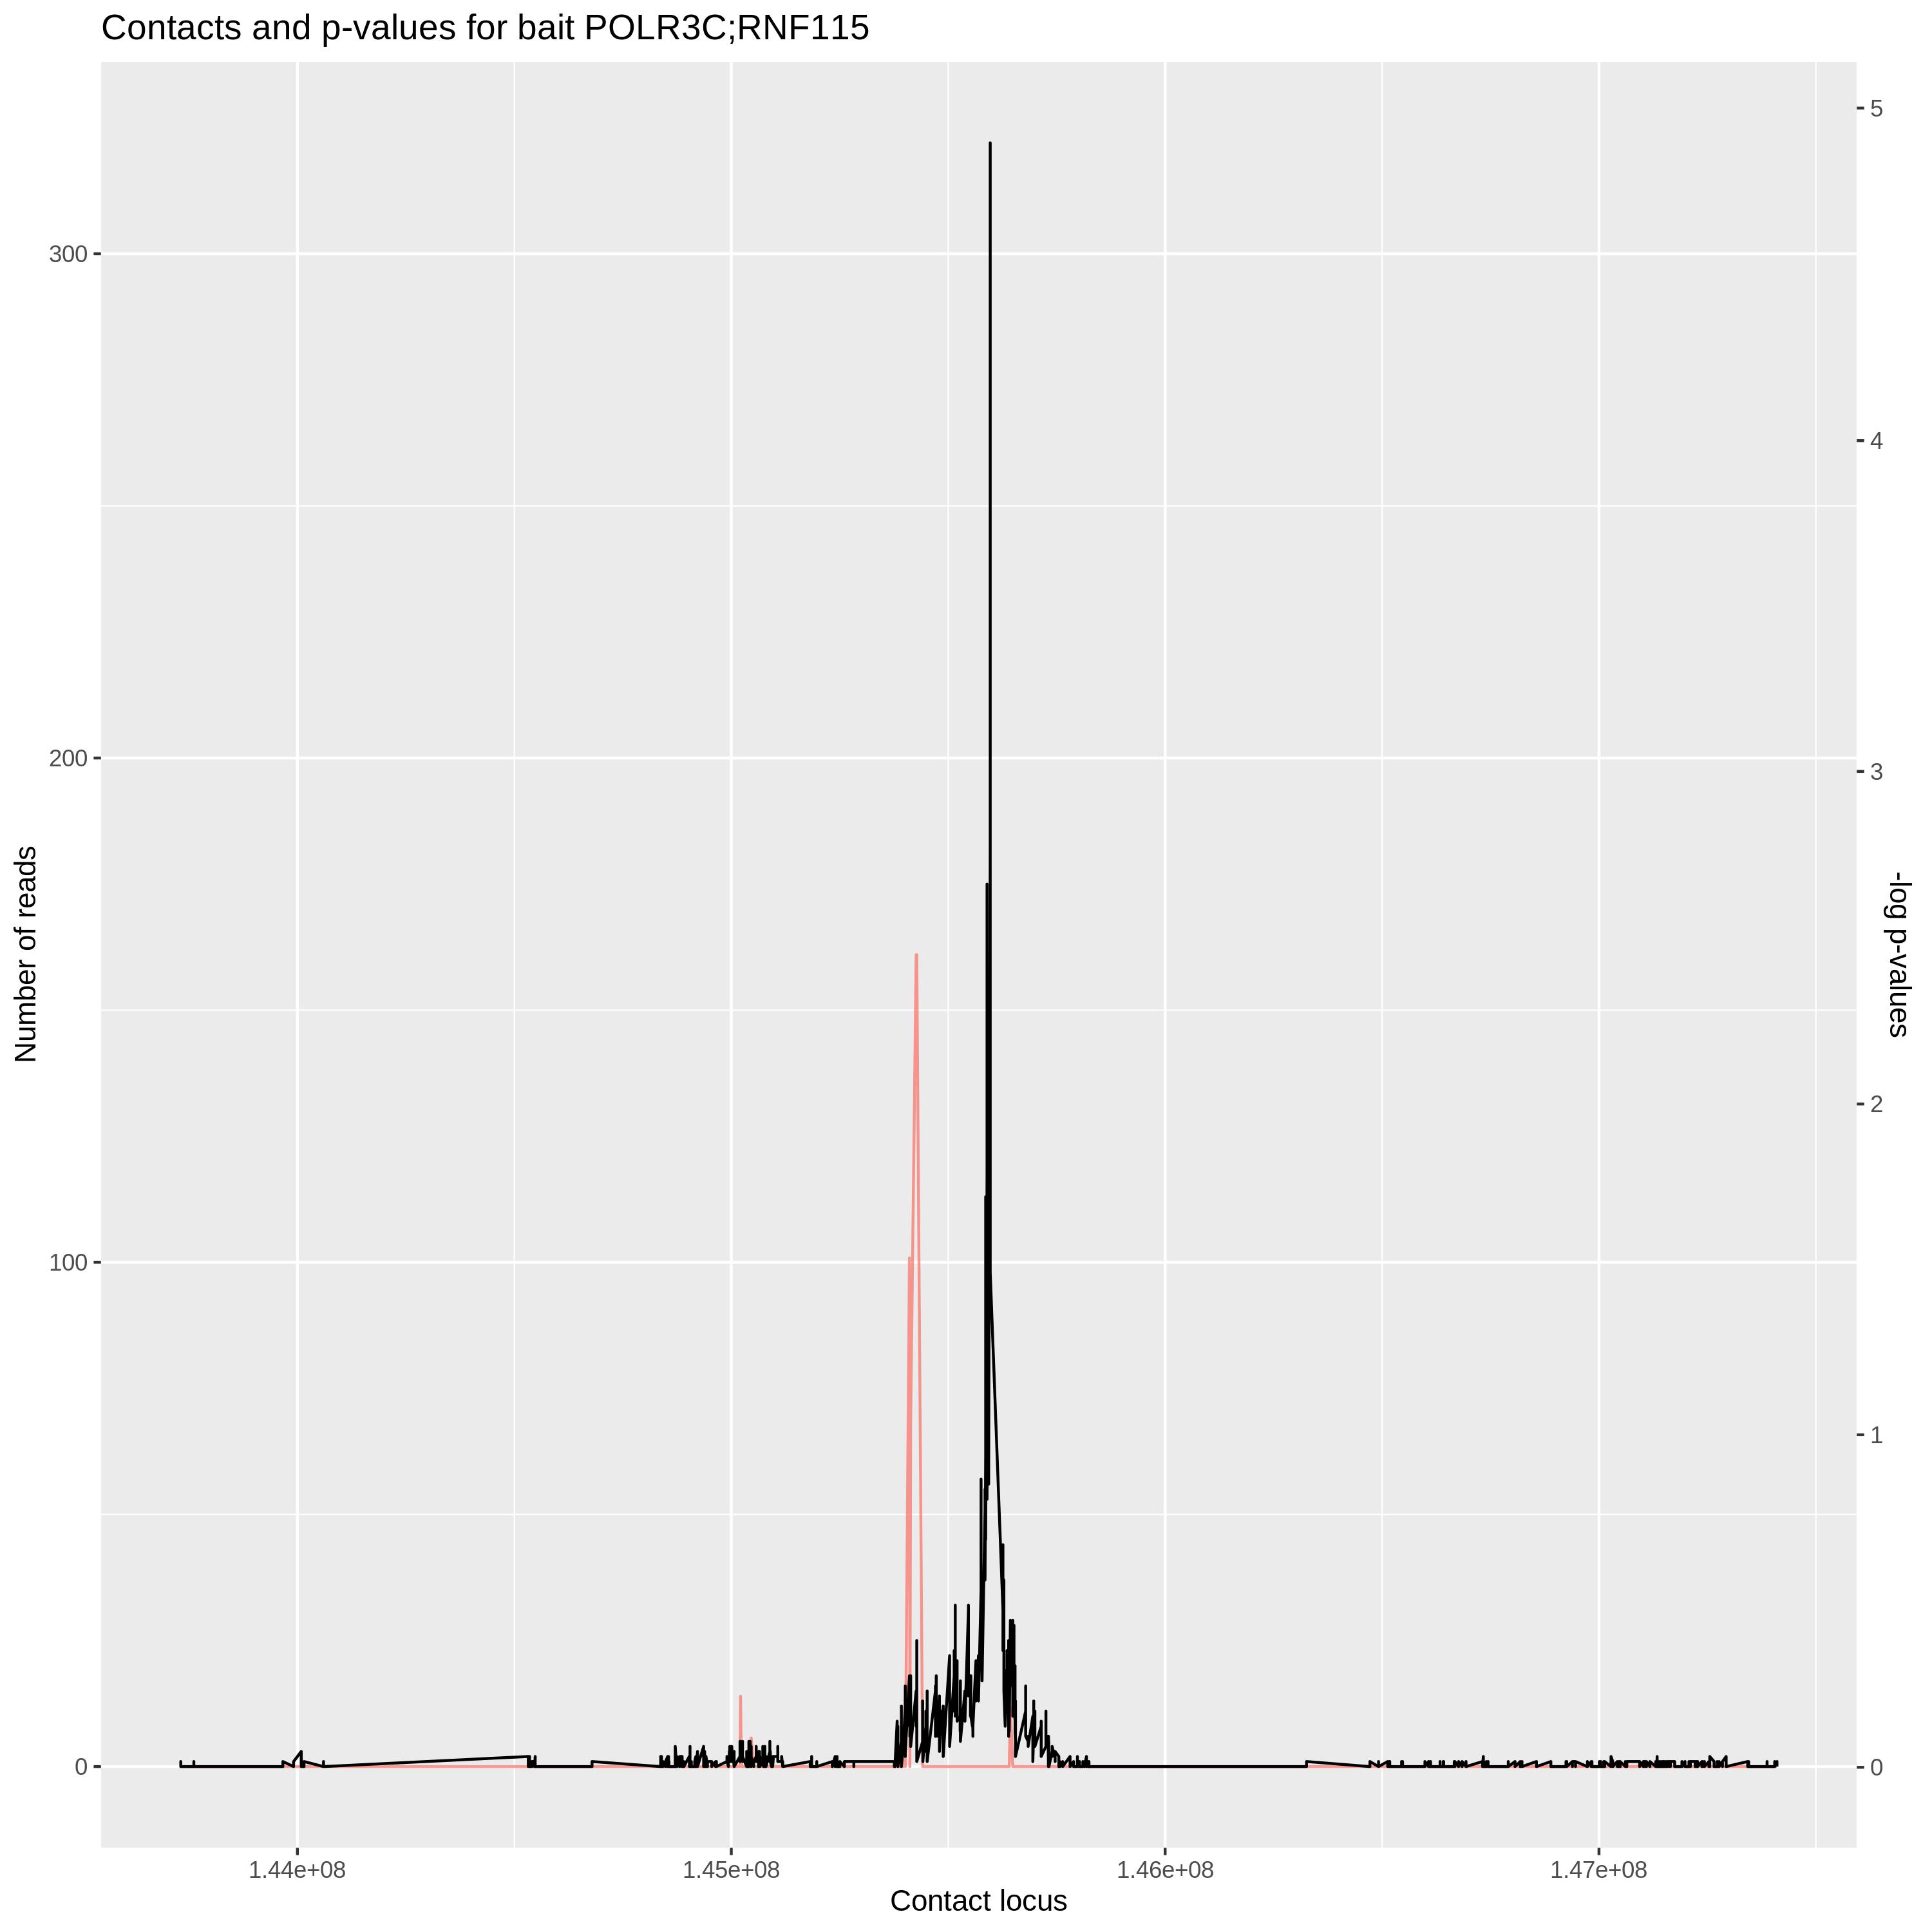 Contacts and p-values for bait POLR3C;RNF115
Number of reads
300
200
100
0
5
4
3
2
1
0
-log p-values
1.44e+08
1.45e+08
1.46e+08
1.47e+08
Contact locus